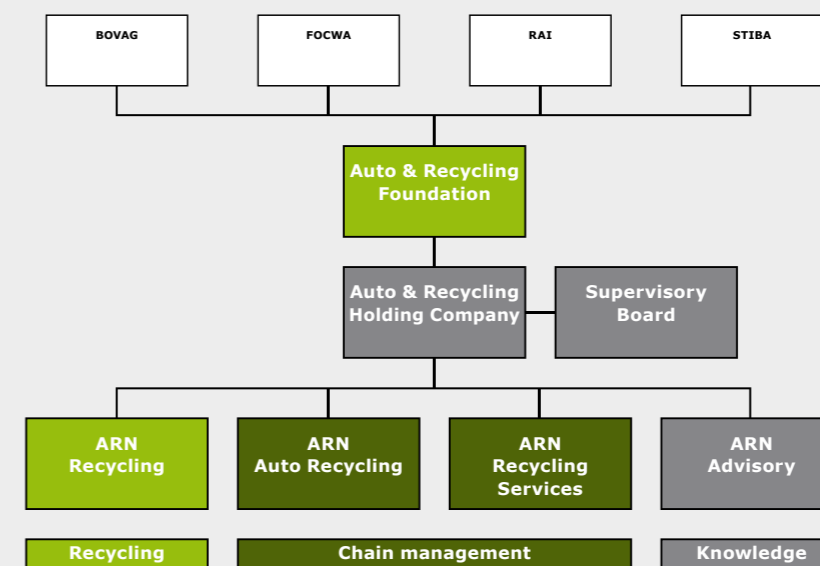 BOVAG
FOCWA
RAI
STIBA
Auto & Recycling
Foundation
Auto & Recycling
Holding Company
Supervisory
Board
ARN
Recycling
ARN
Auto Recycling
ARN
Recycling
Services
ARN
Advisory
Recycling
Chain management
Knowledge